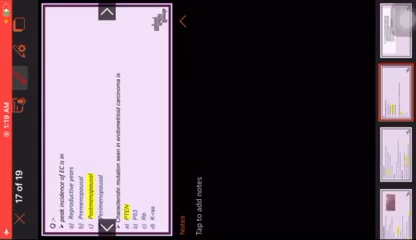 1:19 AM
17 of 19
Q :-
➤ peak incidence of EC is in
a) Reproductive years
b) Premenopausal
c) Postmenopausal
Perimenopausal
➤ Characteristic mutation seen in endometrioid carcinoma is
a) PTEN
b) P53
c) Rb
d) K-ras
Notes
Tap to add notes